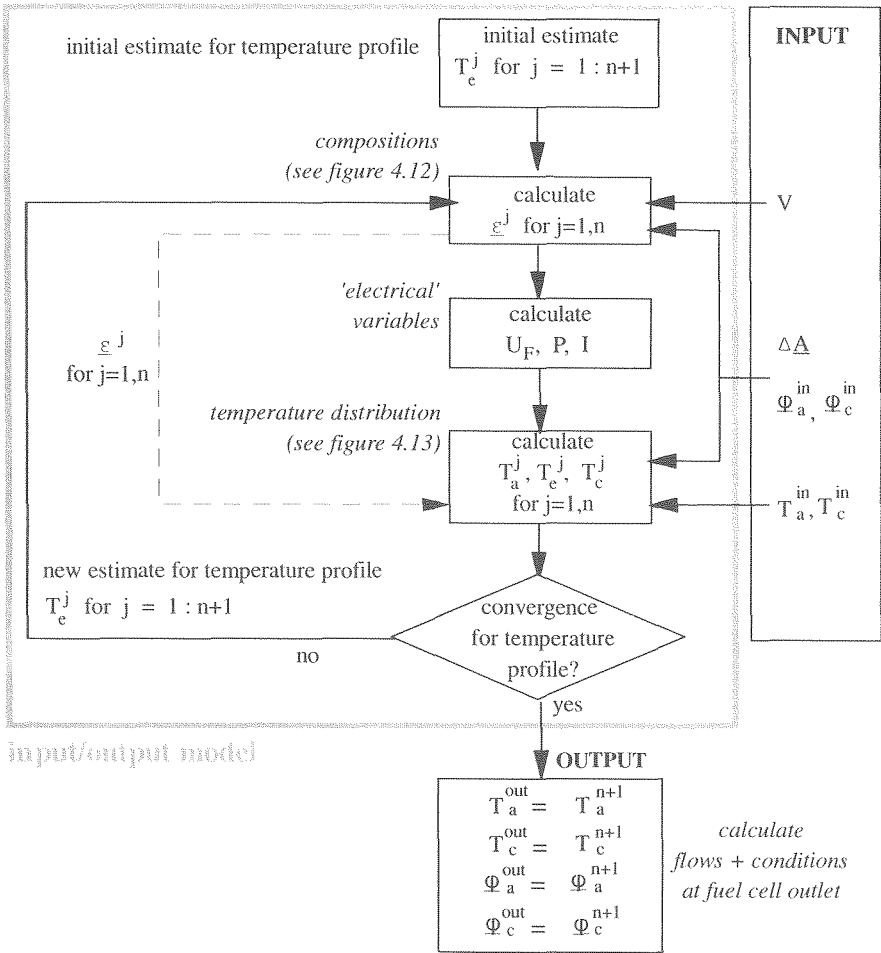 initial estimate for temperature profile
initial estimate
T_e^j for j = 1 : n+1
INPUT
compositions
(see figure 4.12)
calculate
ε^j for j=1,n
V
'electrical'
variables
calculate
U_F, P, I
ε^j
for j=1,n
ΔA
Φ_a^in, Φ_c^in
temperature distribution
(see figure 4.13)
calculate
T_a^j, T_e^j, T_c^j
for j=1,n
T_a^in, T_c^in
new estimate for temperature profile
T_e^j for j = 1 : n+1
convergence
for temperature
profile?
no
yes
input/output model
OUTPUT
T_a^out = T_a^n+1
T_c^out = T_c^n+1
Φ_a^out = Φ_a^n+1
Φ_c^out = Φ_c^n+1
calculate
flows + conditions
at fuel cell outlet